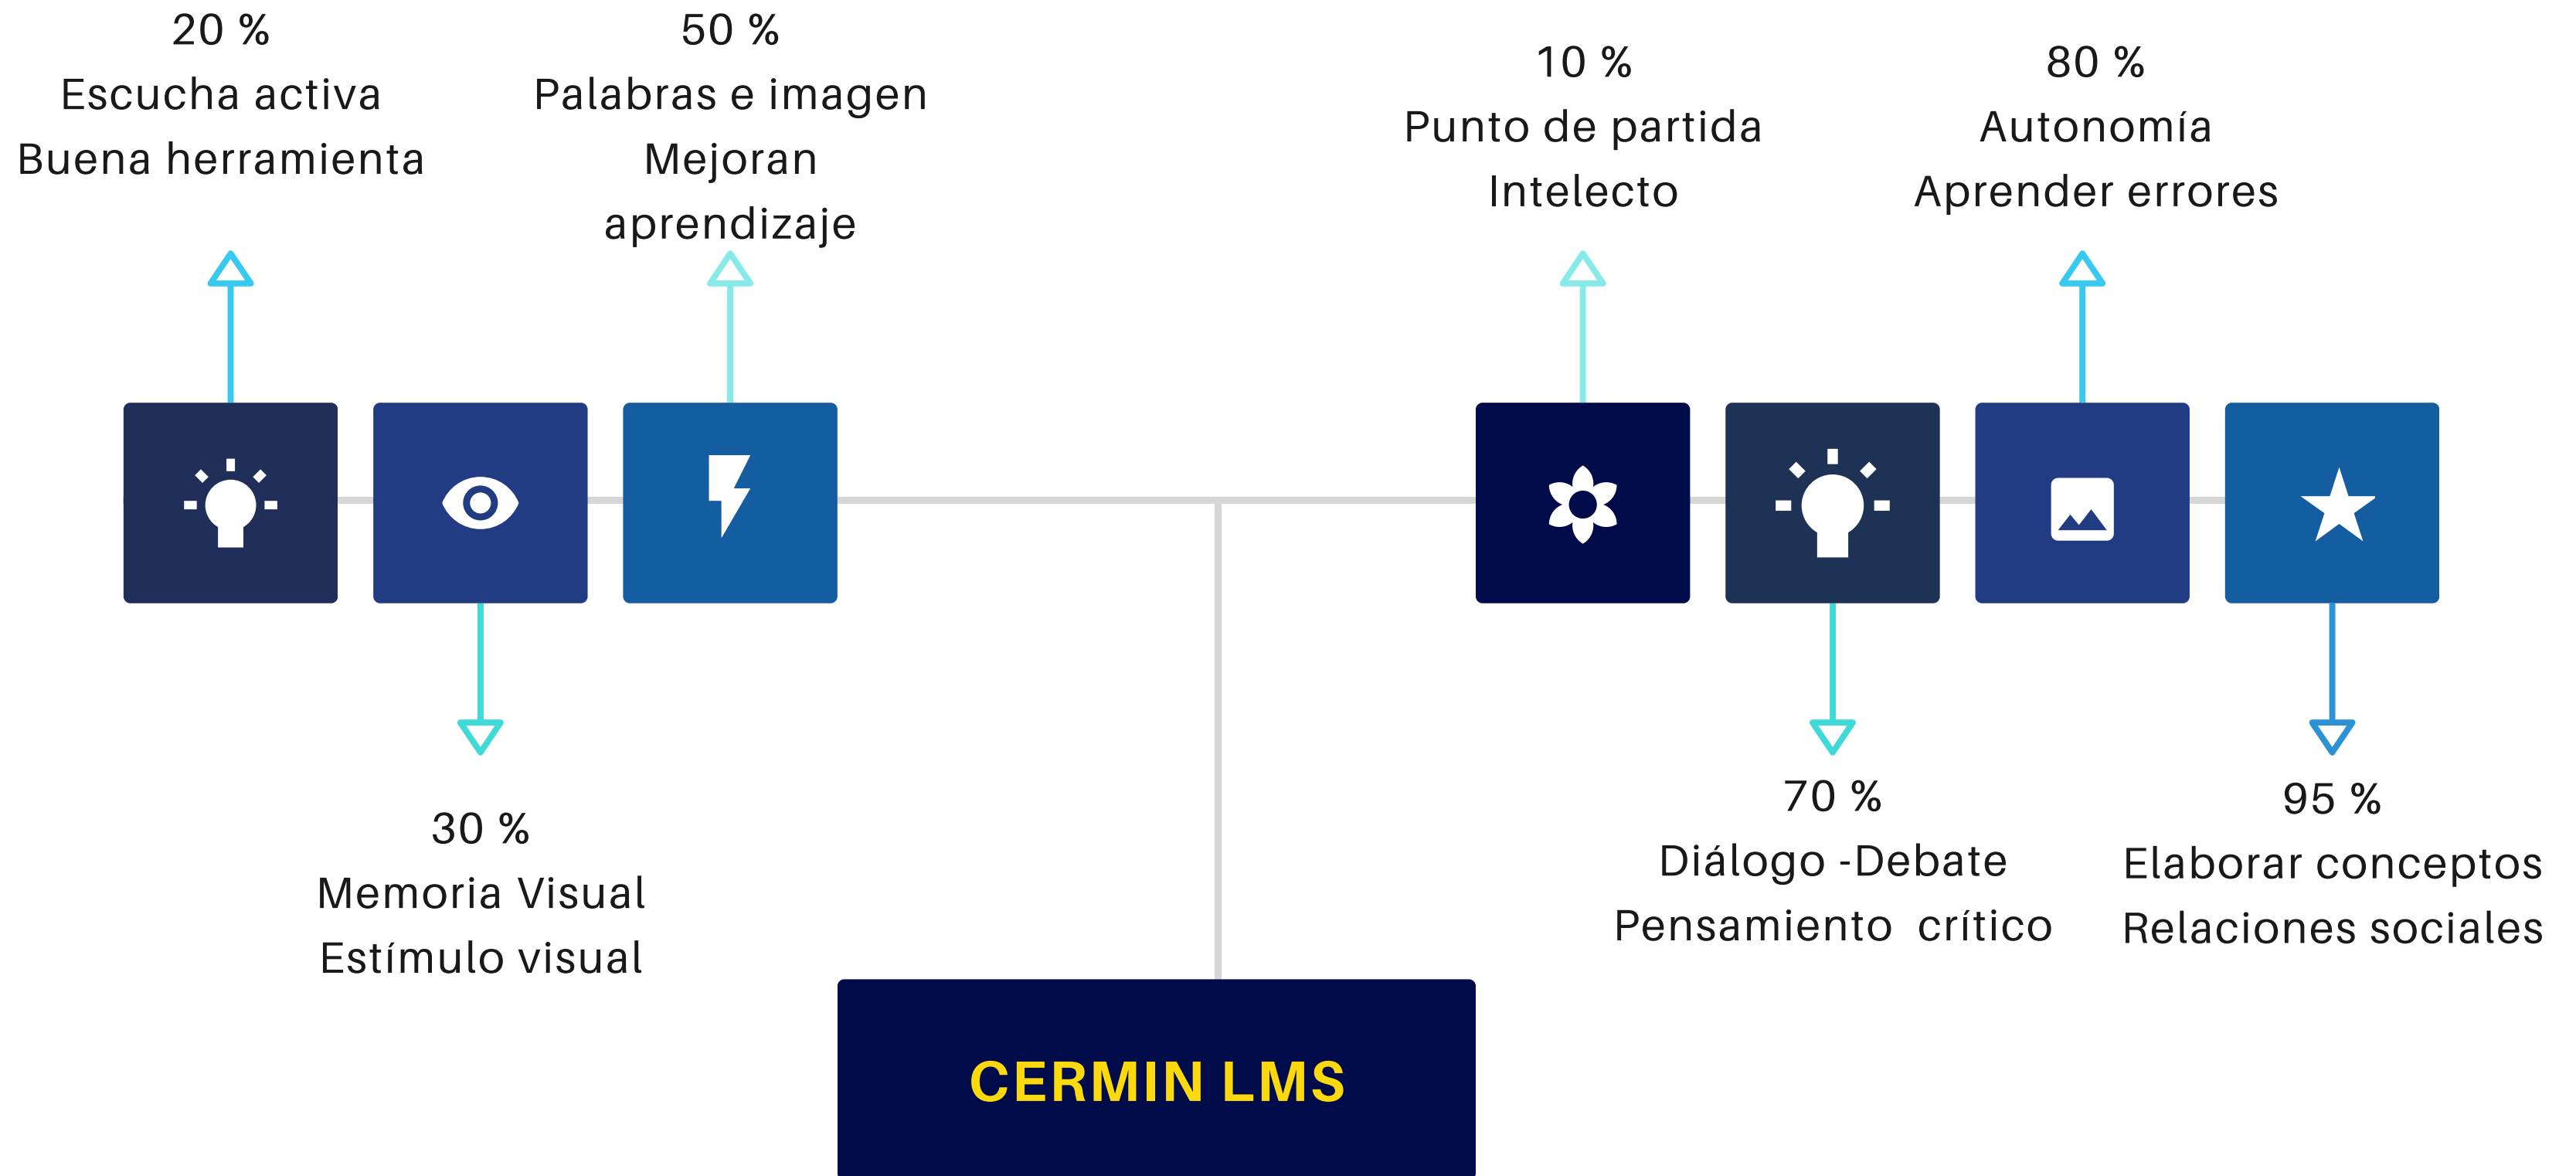 20 %
Escucha activa
Buena herramienta
50 %
Palabras e imagen
Mejoran
aprendizaje
10 %
Punto de partida
Intelecto
80 %
Autonomía
Aprender errores
30 %
Memoria Visual
Estímulo visual
70 %
Diálogo -Debate
Pensamiento  crítico
95 %
Elaborar conceptos
Relaciones sociales
CERMIN LMS